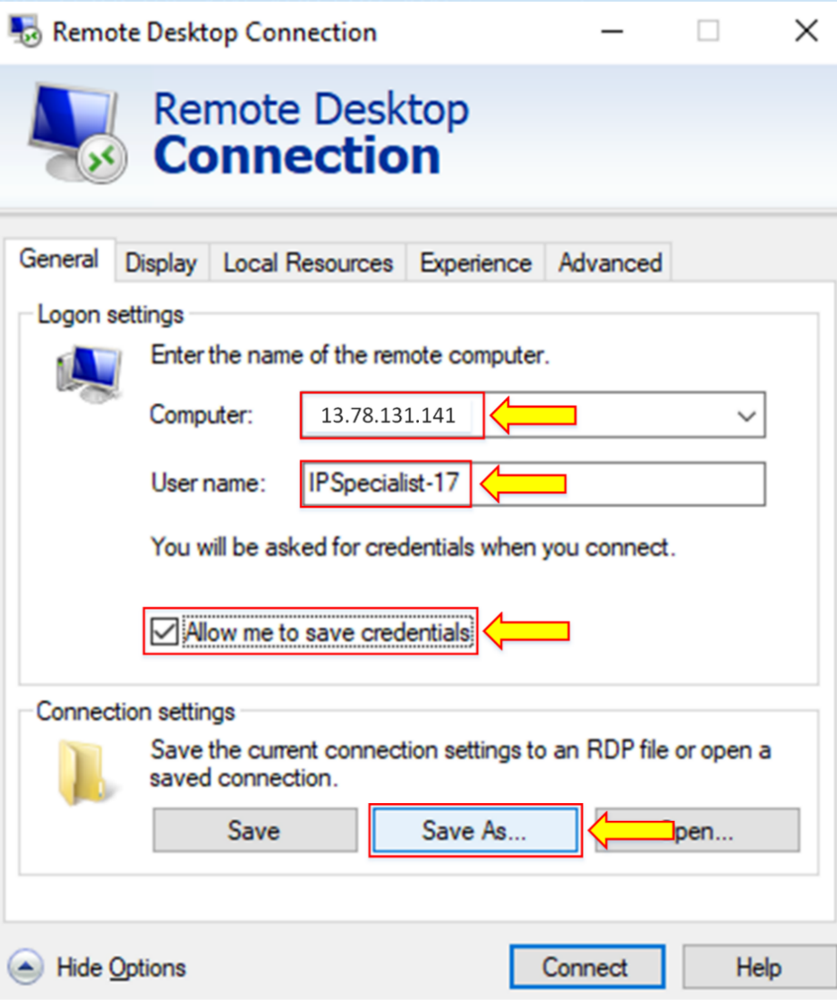 Remote Desktop Connection
Remote Desktop
Connection
General Display Local Resources Experience Advanced
Logon settings
Enter the name of the remote computer.
Computer: 13.78.131.141
User name: IPSpecialist-17
You will be asked for credentials when you connect.
Allow me to save credentials
Connection settings
Save the current connection settings to an RDP file or open a
saved connection.
Save Save As... pen...
Hide Options Connect Help